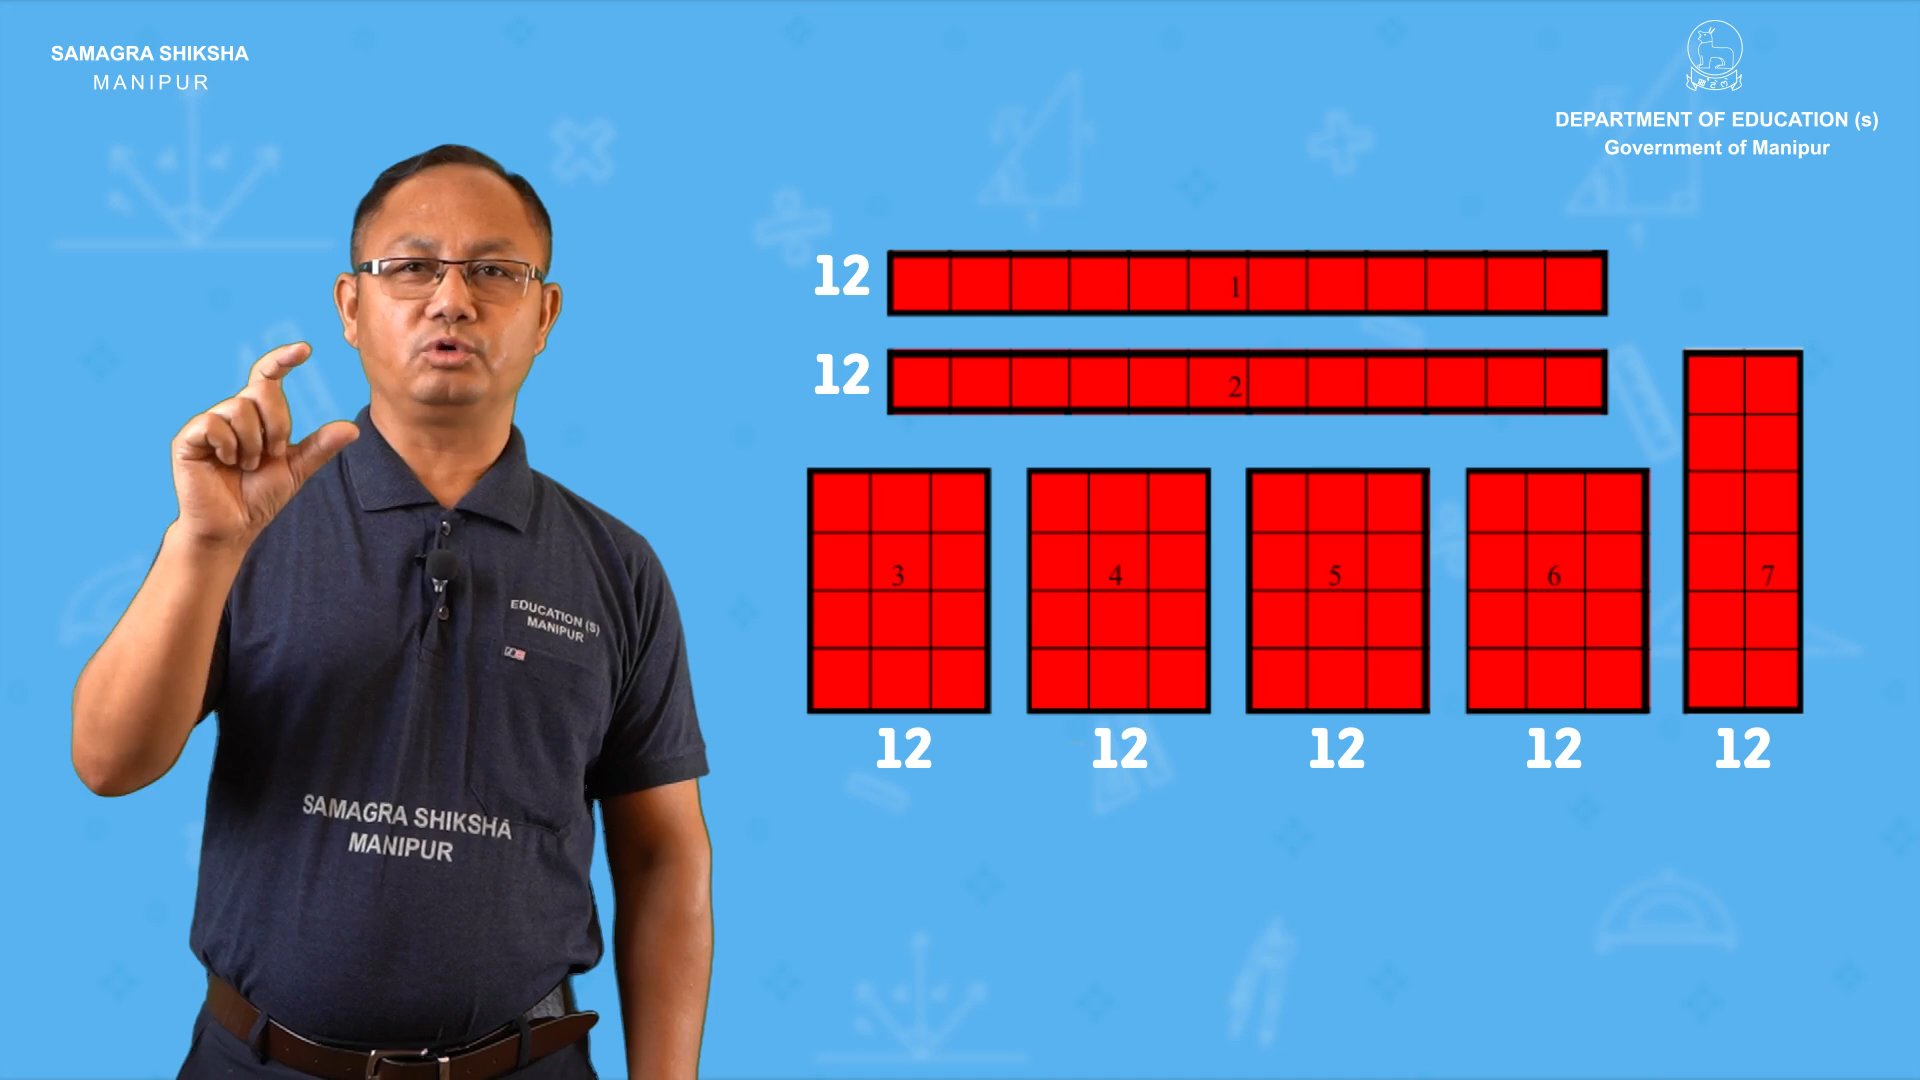 SAMAGRA SHIKSHA
MANIPUR
DEPARTMENT OF EDUCATION (s)
Government of Manipur
12
1
12
2
3
4
5
6
7
12
12
12
12
12
EDUCATION (S)
MANIPUR
SAMAGRA SHIKSHA
MANIPUR